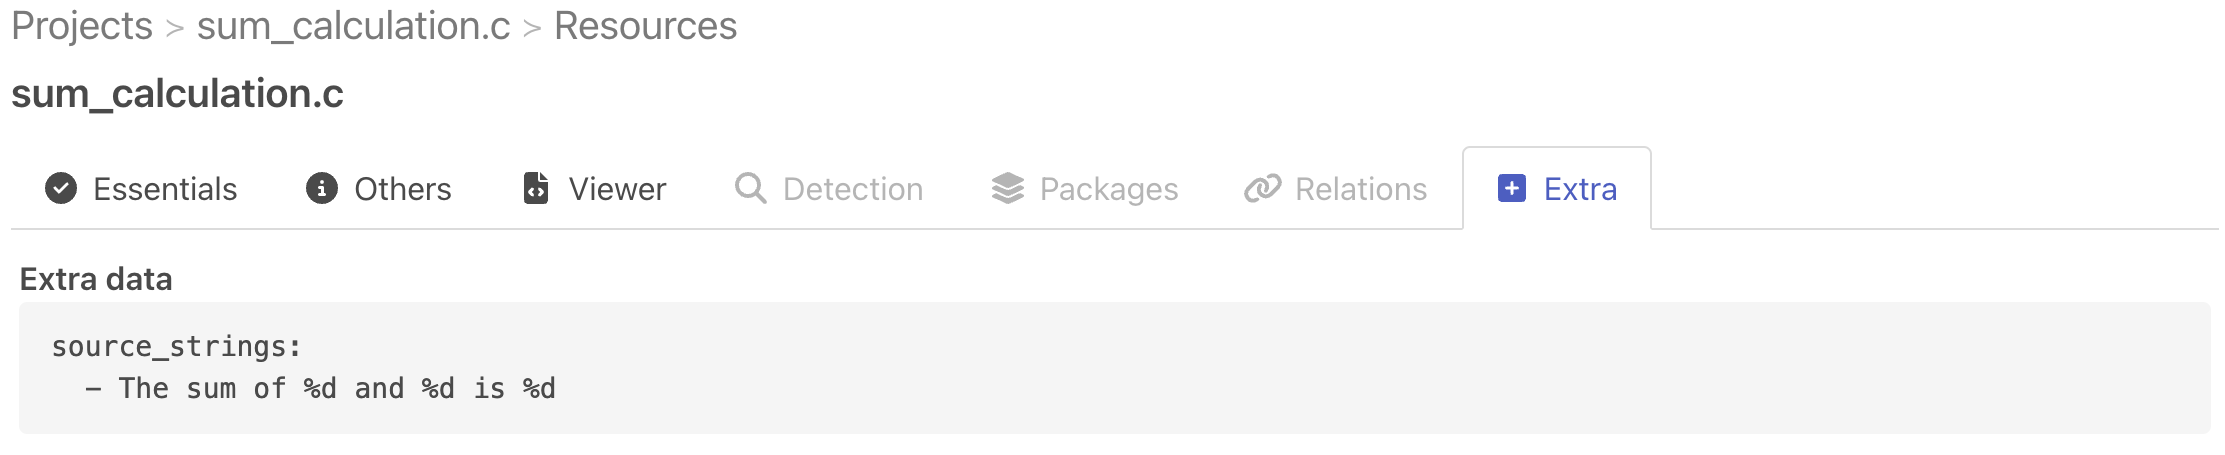 Projects > sum_calculation.c > Resources
sum_calculation.c
Essentials Others Viewer Detection Packages Relations Extra
Extra data
source_strings:
  - The sum of %d and %d is %d